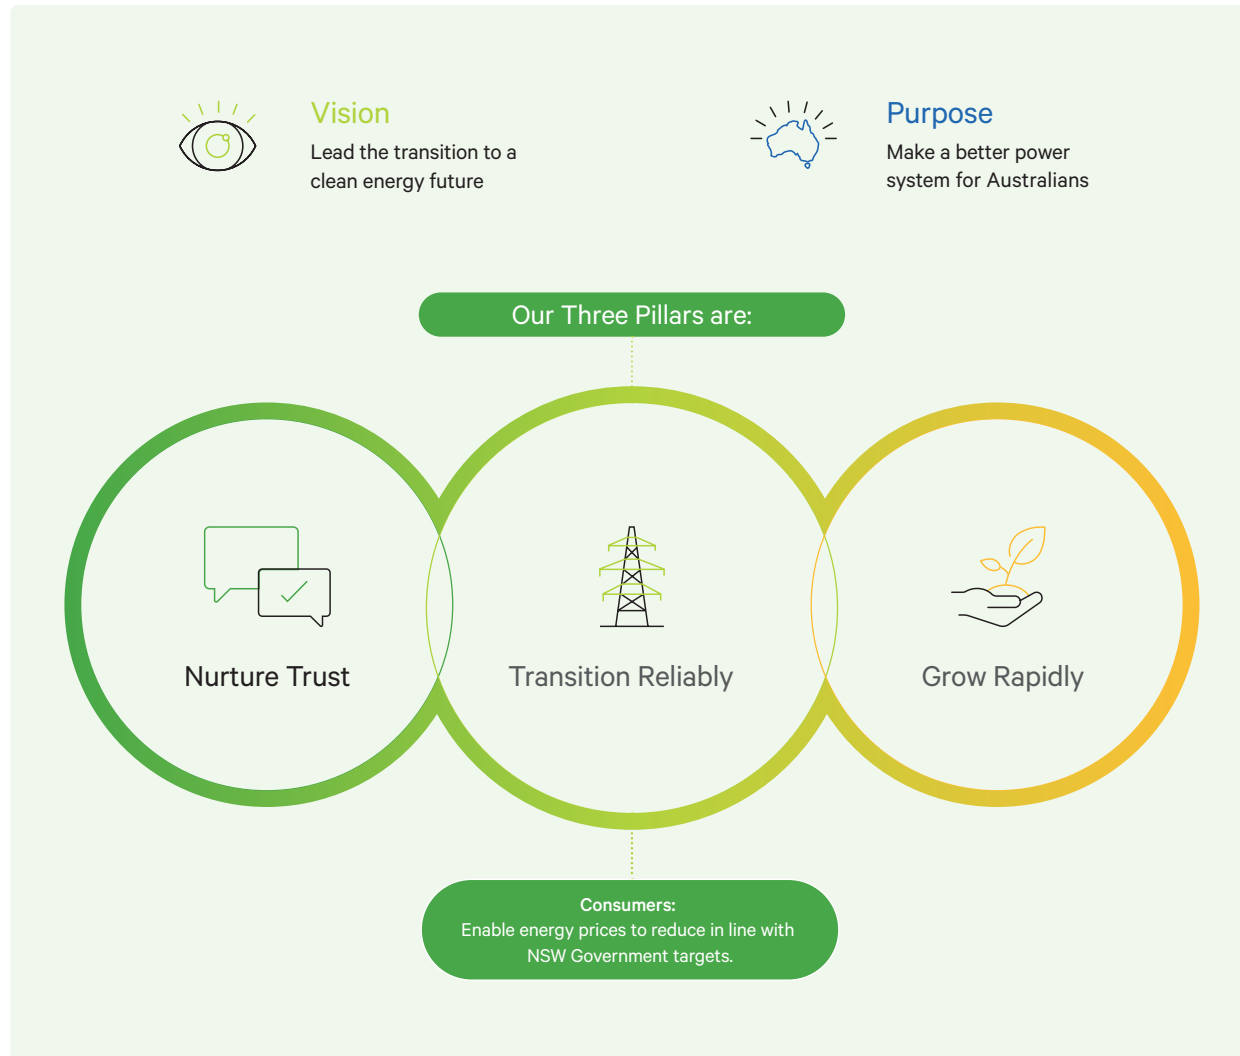 Vision
Lead the transition to a
clean energy future
Purpose
Make a better power
system for Australians
Our Three Pillars are:
Nurture Trust
Transition Reliably
Grow Rapidly
Consumers:
Enable energy prices to reduce in line with
NSW Government targets.